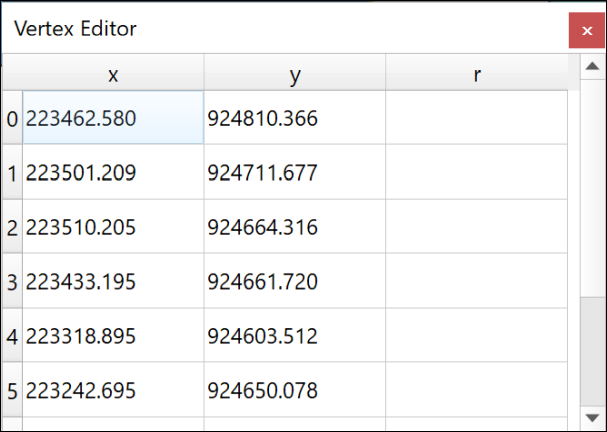 Vertex Editor
x y r
0 223462.580 924810.366
1 223501.209 924711.677
2 223510.205 924664.316
3 223433.195 924661.720
4 223318.895 924603.512
5 223242.695 924650.078